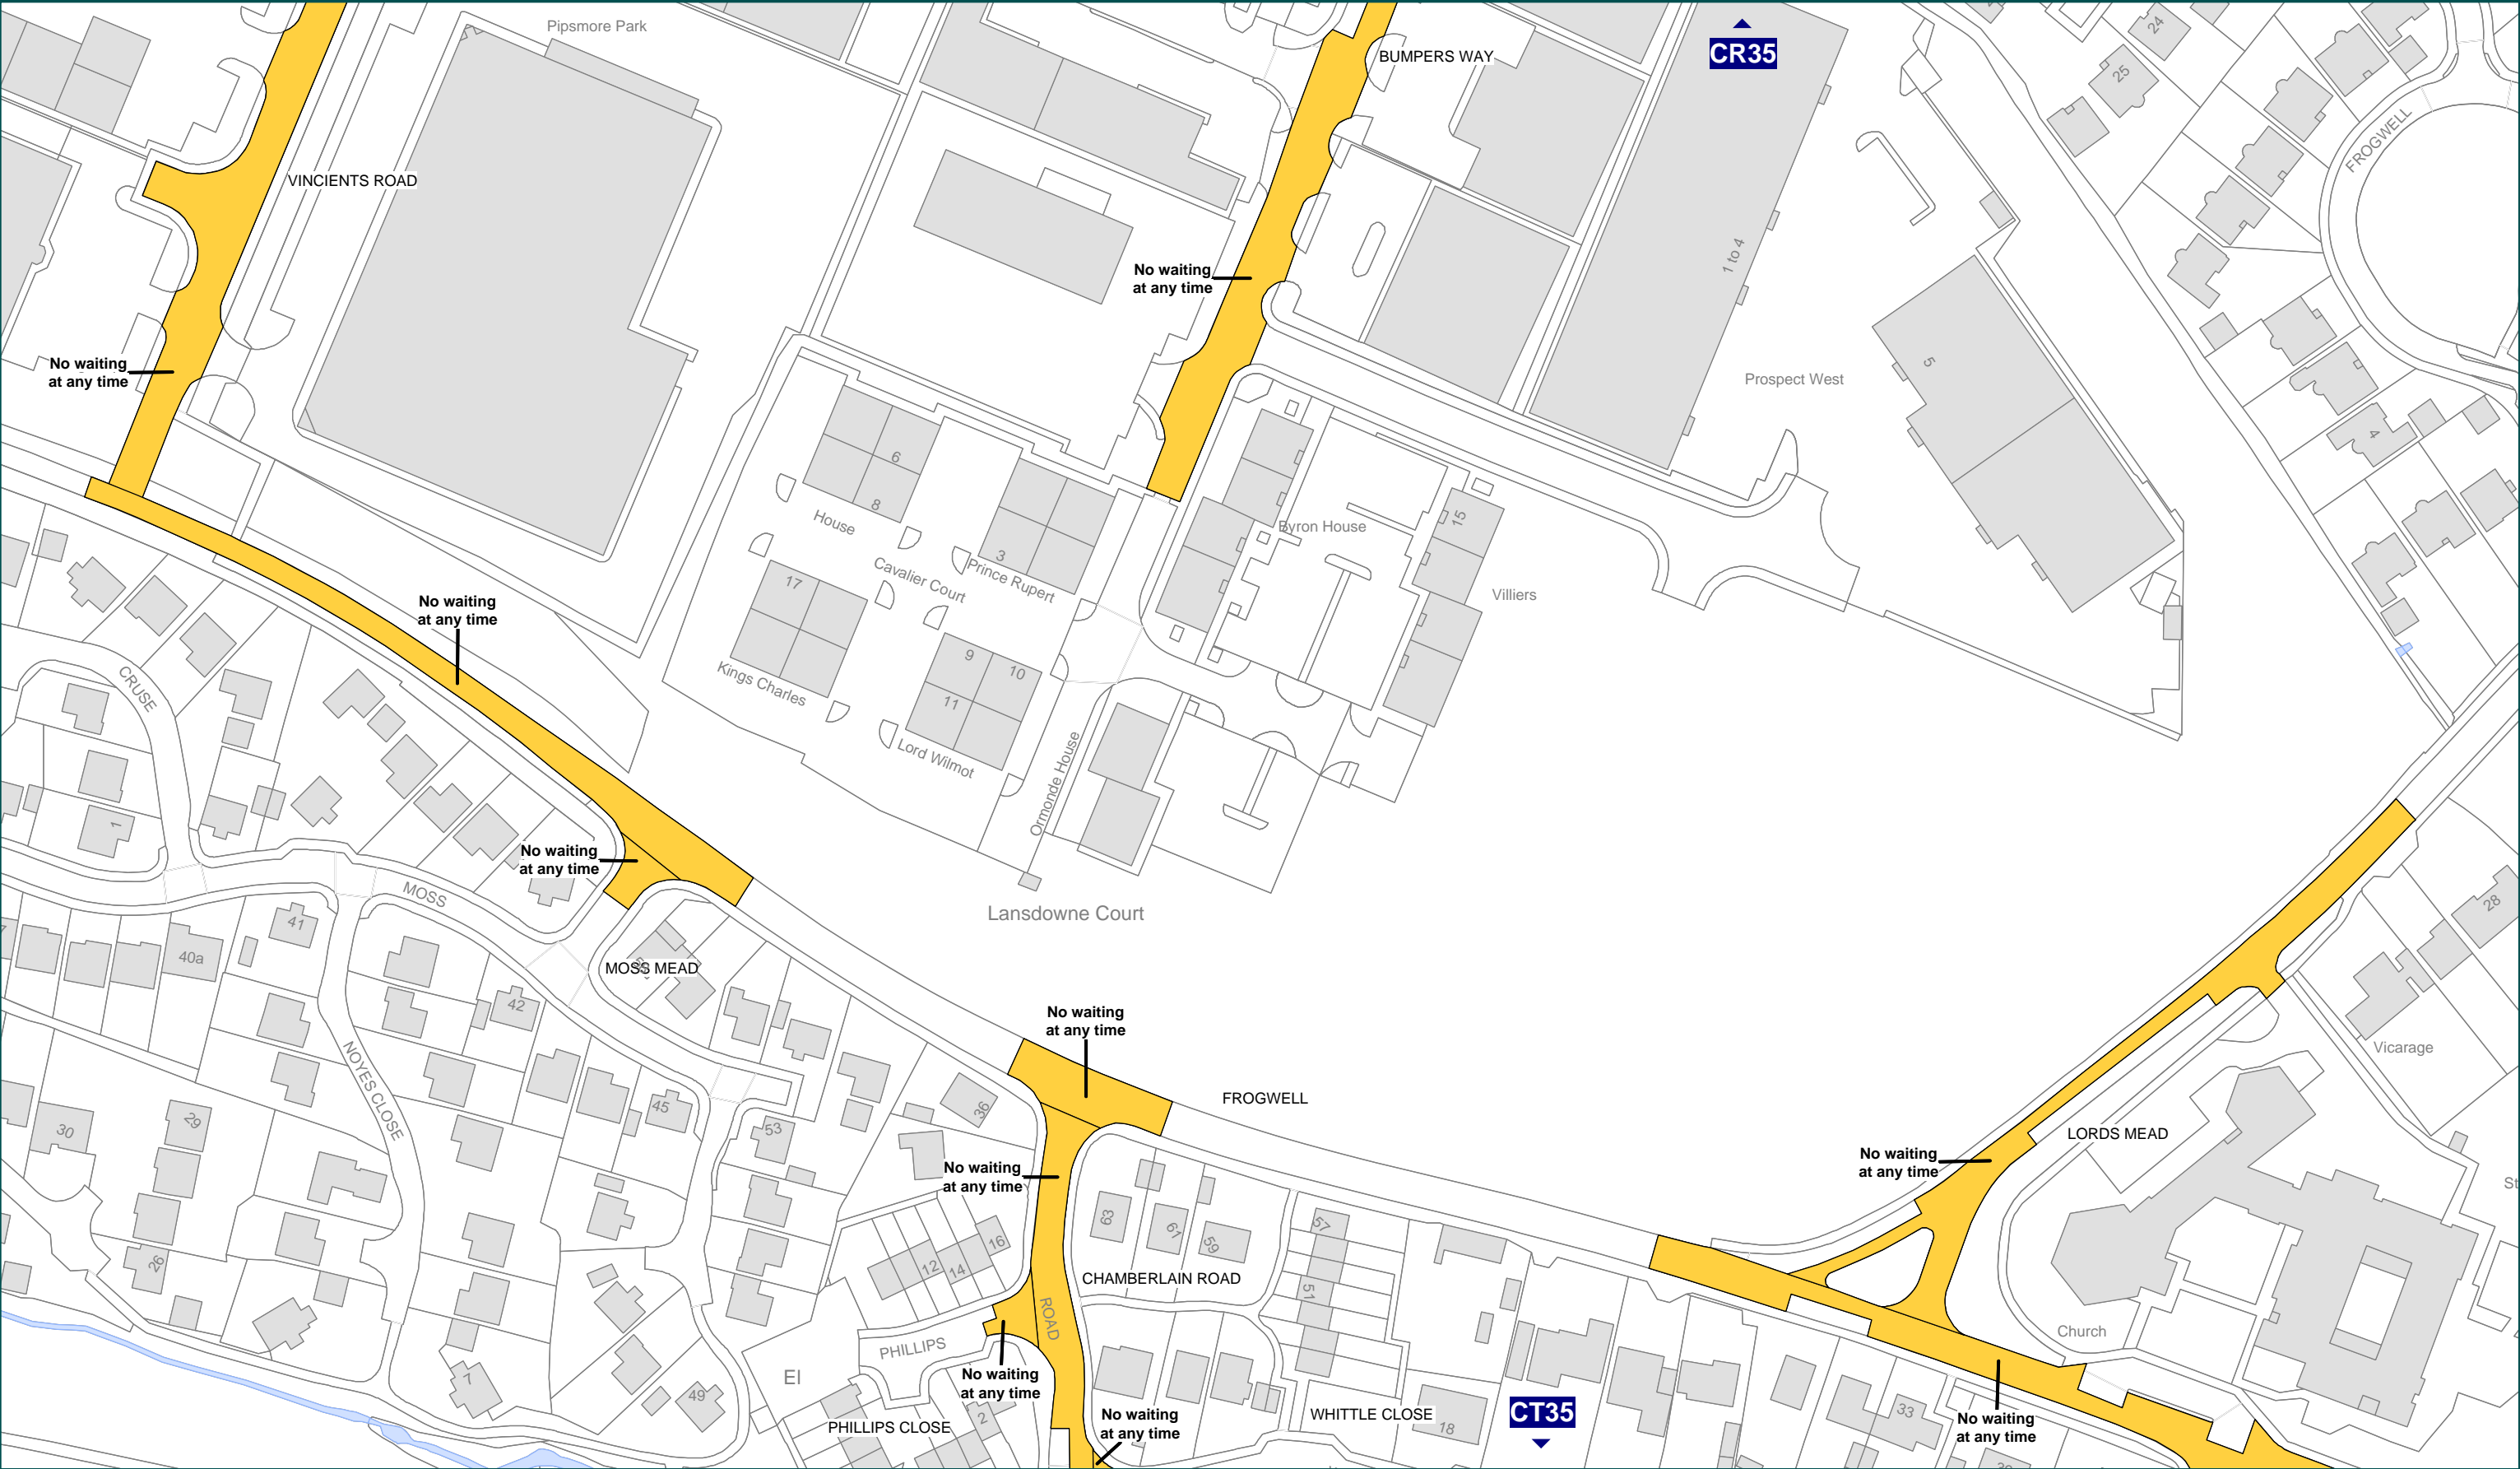 Pipsmore Park
CR35
BUMPERS WAY
24
25
FROGWELL
VINCIENTS ROAD
1 to 4
No waiting
at any time
No waiting
at any time
5
Prospect West
4
6
8
House
15
Byron House
3
Prince Rupert
Cavalier Court
17
Villiers
No waiting
at any time
9
10
11
Kings Charles
Lord Wilmot
Ormonde House
CRUSE
1
No waiting
at any time
MOSS
Lansdowne Court
28
41
40a
MOSS MEAD
42
No waiting
at any time
Vicarage
NOYES CLOSE
FROGWELL
36
45
53
30
29
LORDS MEAD
No waiting
at any time
No waiting
at any time
St
63
61
59
57
16
12
14
26
51
CHAMBERLAIN ROAD
ROAD
Church
PHILLIPS
El
No waiting
at any time
7
49
2
PHILLIPS CLOSE
No waiting
at any time
WHITTLE CLOSE
18
CT35
33
No waiting
at any time